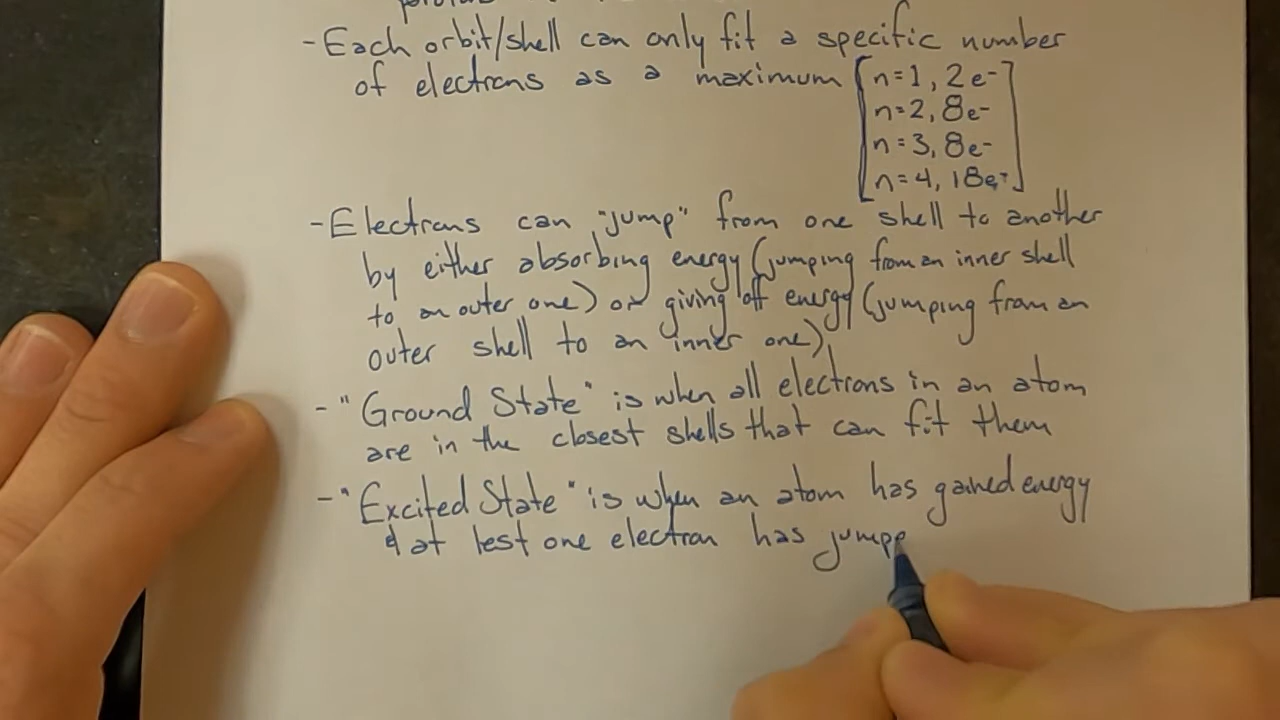 - Each orbit/shell can only fit a specific number
of electrons as a maximum
n=1, 2e-
n=2, 8e-
n=3, 8e-
n=4, 18e-
- Electrons can "jump" from one shell to another
by either absorbing energy (jumping from an inner shell
to an outer one) or giving off energy (jumping from an
outer shell to an inner one).
- "Ground State" is when all electrons in an atom
are in the closest shells that can fit them
- "Excited State" is when an atom has gained energy
& at lest one electron has jumpe